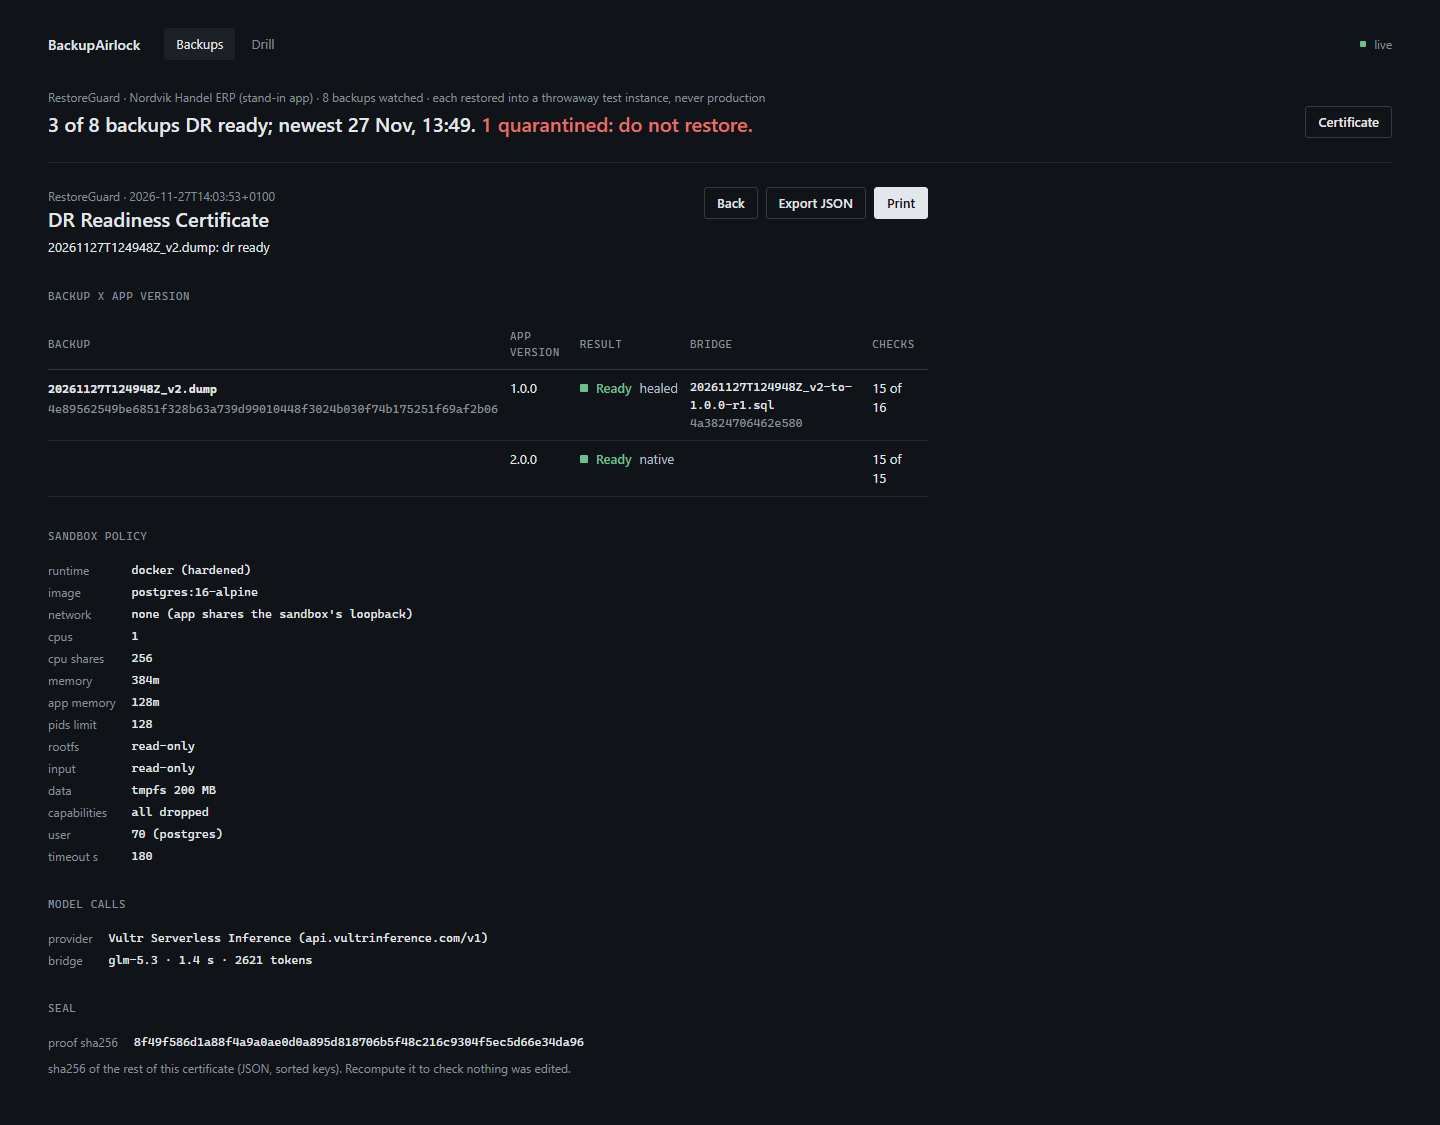 BackupAirlock Backups Drill live
RestoreGuard · Nordvik Handel ERP (stand-in app) · 8 backups watched · each restored into a throwaway test instance, never production
3 of 8 backups DR ready; newest 27 Nov, 13:49. 1 quarantined: do not restore.
Certificate
RestoreGuard · 2026-11-27T14:03:53+0100
Back Export JSON Print
DR Readiness Certificate
20261127T124948Z_v2.dump: dr ready
BACKUP X APP VERSION
BACKUP APP VERSION RESULT BRIDGE CHECKS
20261127T124948Z_v2.dump 1.0.0 Ready healed 20261127T124948Z_v2-to-1.0.0-r1.sql 15 of 16
4e89562549be6851f328b63a739d99010448f3024b030f74b175251f69af2b06 4a3824706462e580
2.0.0 Ready native 15 of 15
SANDBOX POLICY
runtime docker (hardened)
image postgres:16-alpine
network none (app shares the sandbox's loopback)
cpus 1
cpu shares 256
memory 384m
app memory 128m
pids limit 128
rootfs read-only
input read-only
data tmpfs 200 MB
capabilities all dropped
user 70 (postgres)
timeout s 180
MODEL CALLS
provider Vultr Serverless Inference (api.vultrinference.com/v1)
bridge glm-5.3 · 1.4 s · 2621 tokens
SEAL
proof sha256 8f49f586d1a88f4a9a0ae0d0a895d818706b5f48c216c9304f5ec5d66e34da96
sha256 of the rest of this certificate (JSON, sorted keys). Recompute it to check nothing was edited.